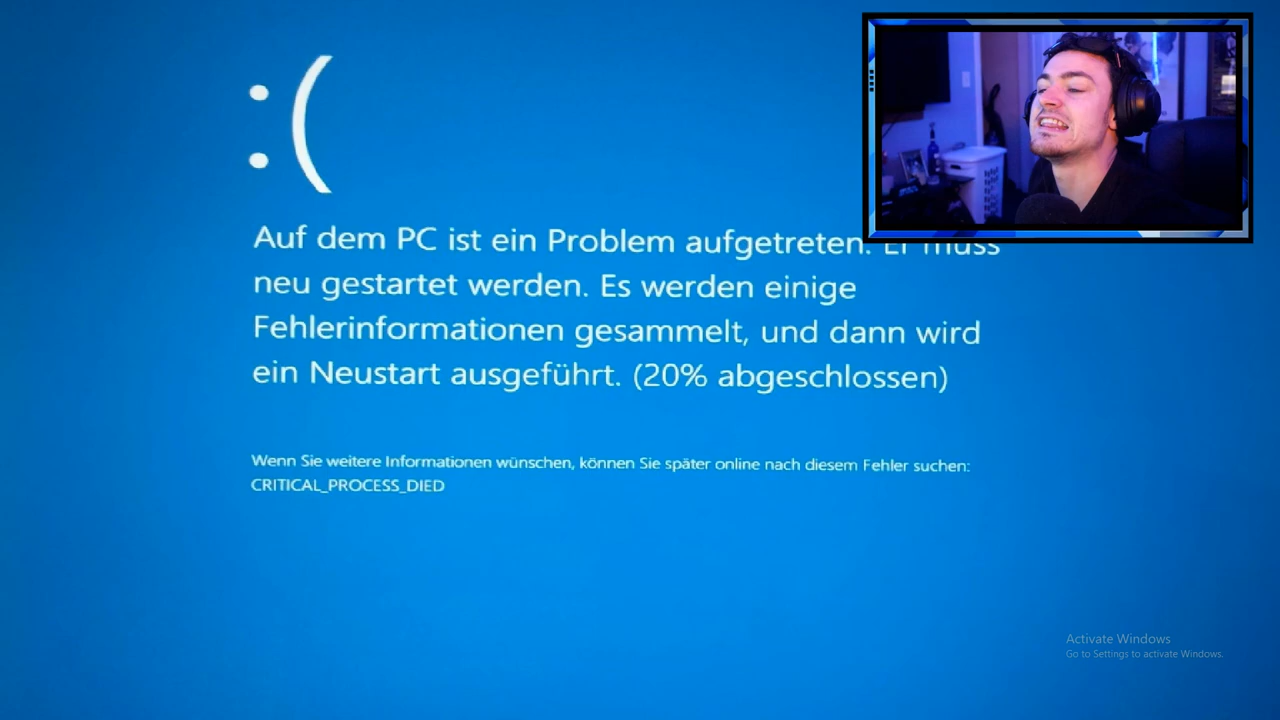 :(
Auf dem PC ist ein Problem aufgetreten. Er muss
neu gestartet werden. Es werden einige
Fehlerinformationen gesammelt, und dann wird
ein Neustart ausgeführt. (20% abgeschlossen)
Wenn Sie weitere Informationen wünschen, können Sie später online nach diesem Fehler suchen:
CRITICAL_PROCESS_DIED
Activate Windows
Go to Settings to activate Windows.